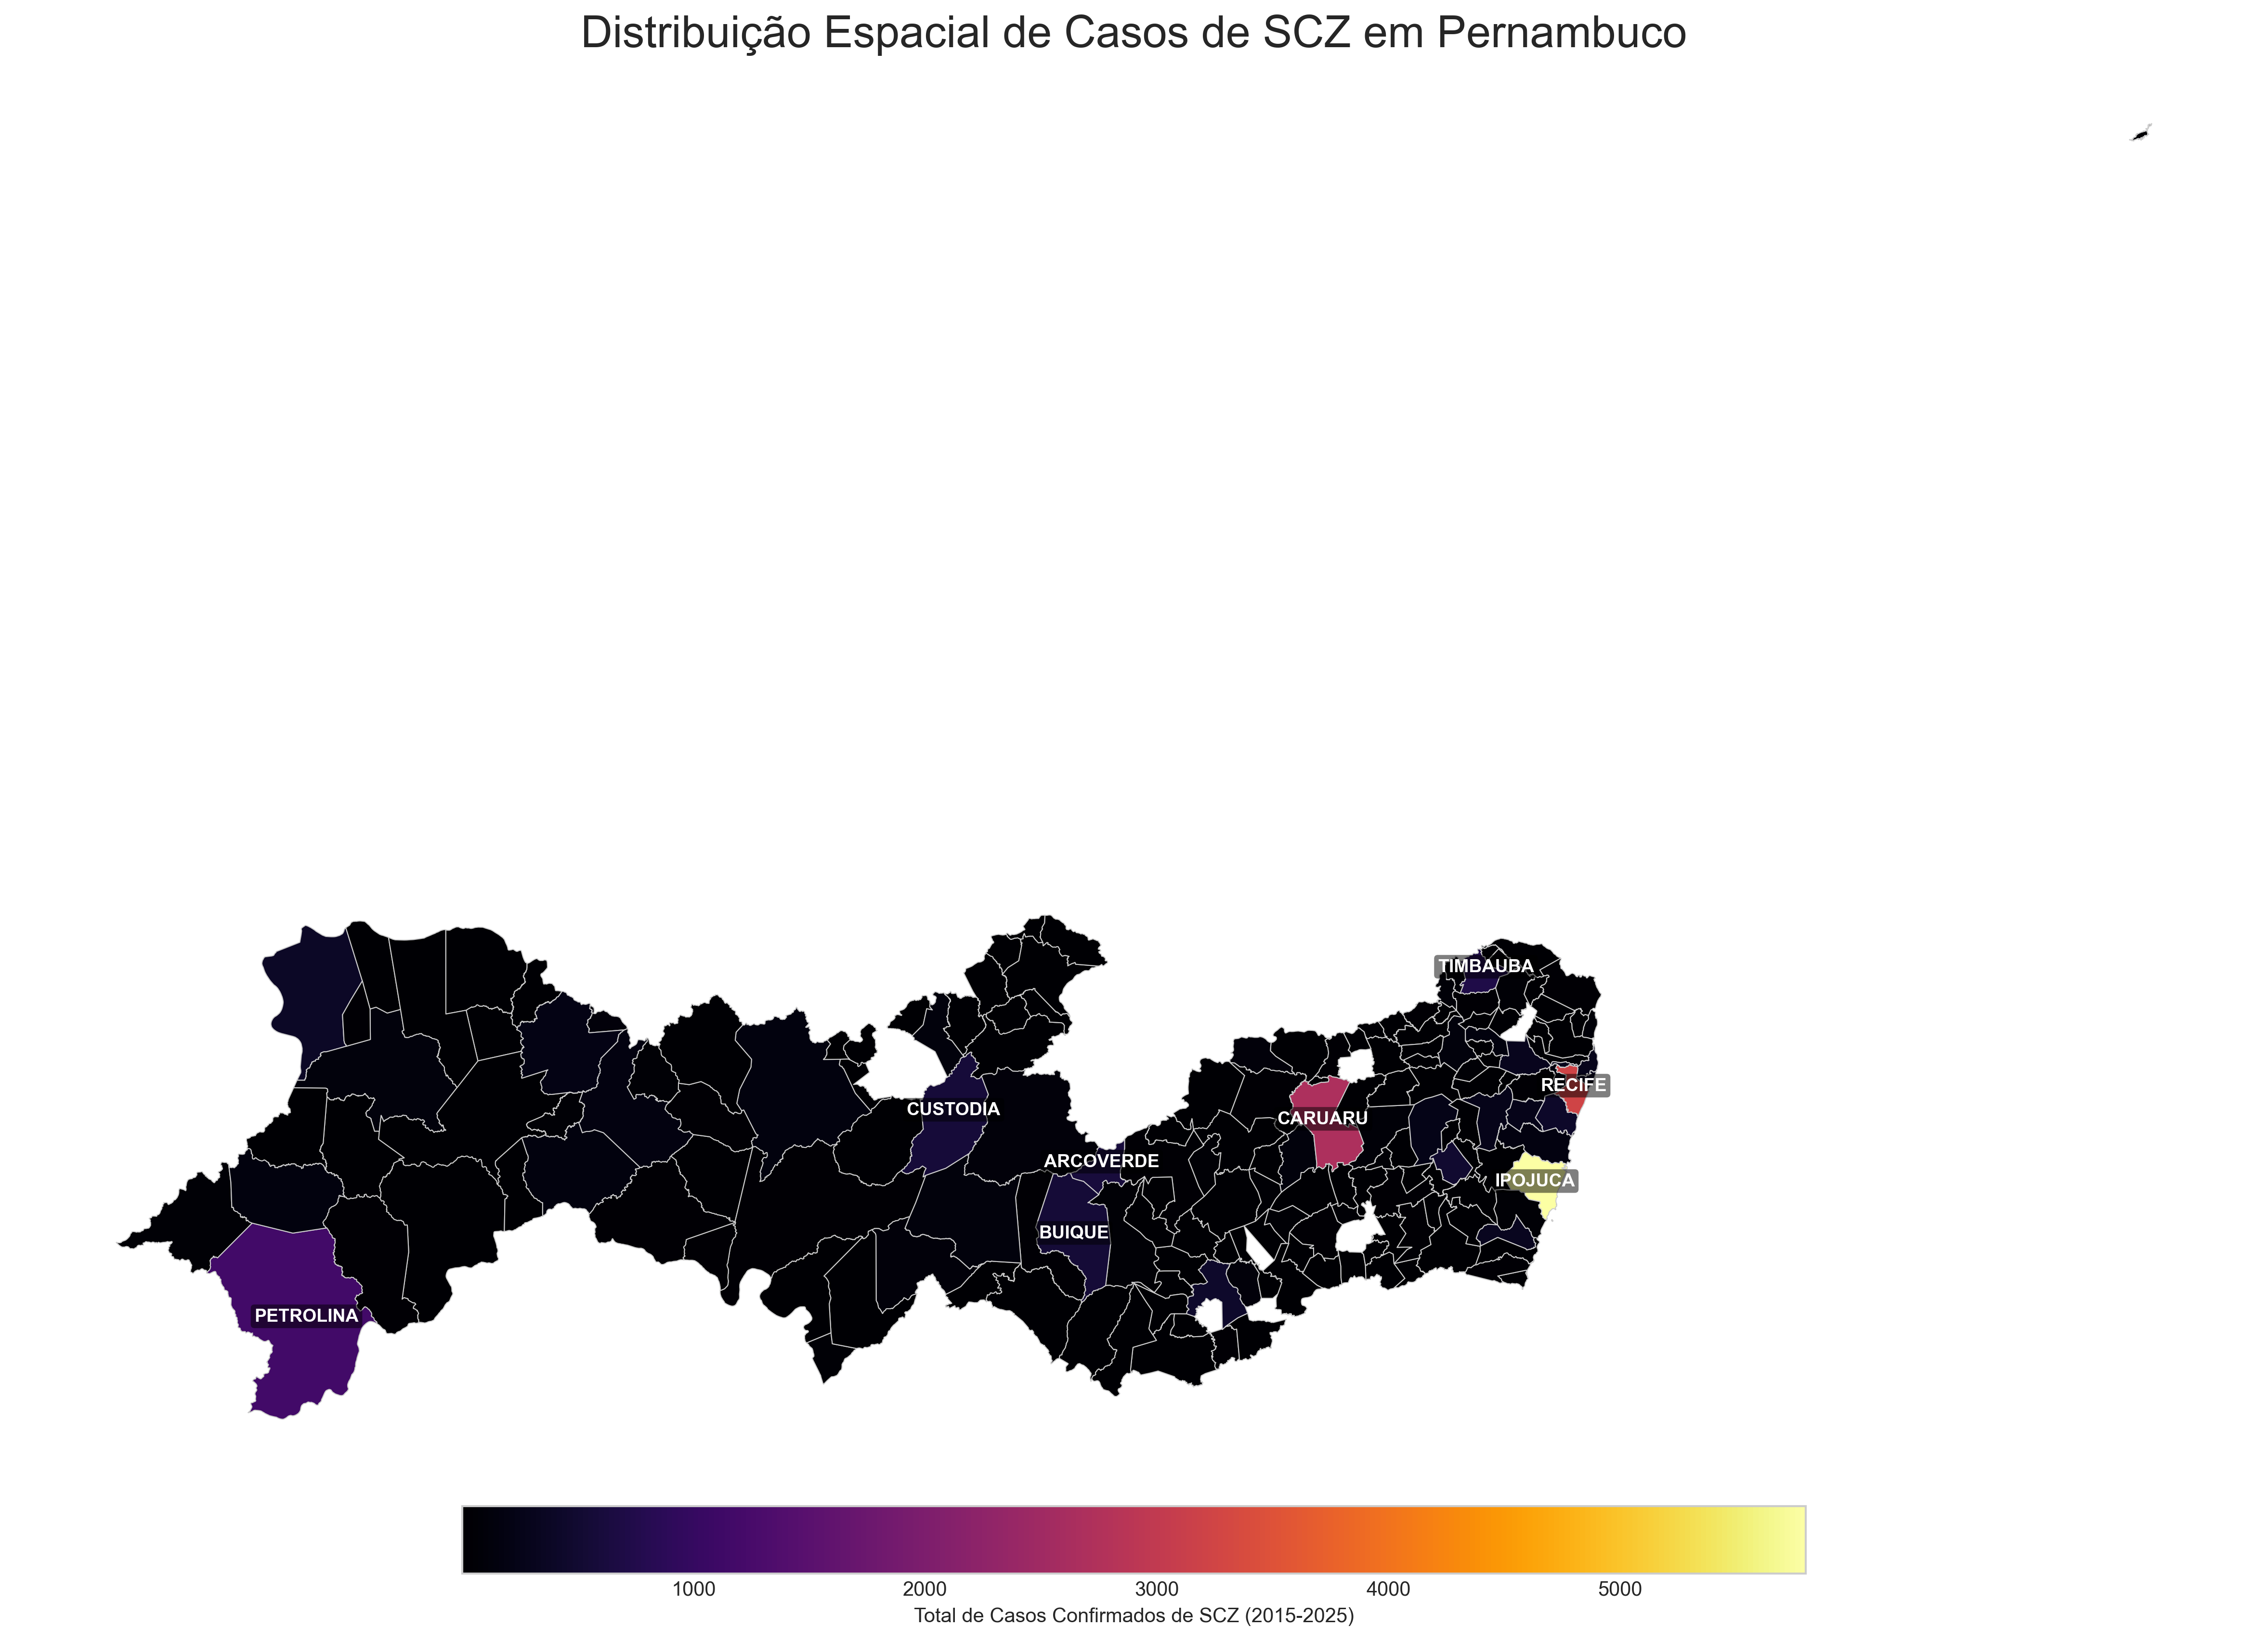 Distribuição Espacial de Casos de SCZ em Pernambuco
TIMBAUBA
RECIFE
CUSTODIA
CARUARU
ARCOVERDE
IPOJUCA
BUIQUE
PETROLINA
1000 2000 3000 4000 5000
Total de Casos Confirmados de SCZ (2015-2025)